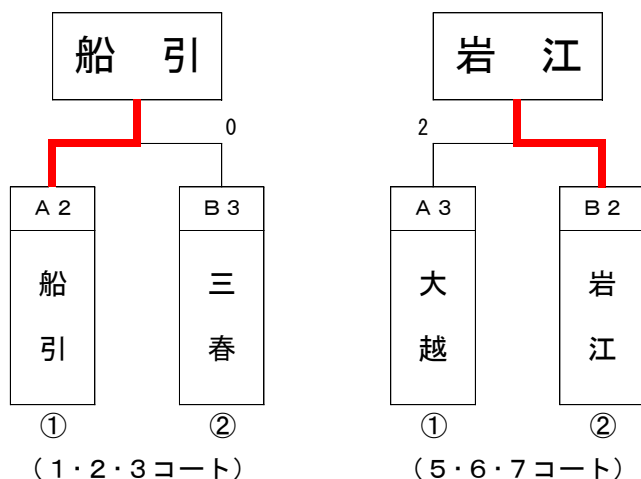 船 引
岩 江
0
2
A2
B3
A3
B2
船引
三春
大越
岩江
①
②
①
②
(1・2・3コート)
(5・6・7コート)